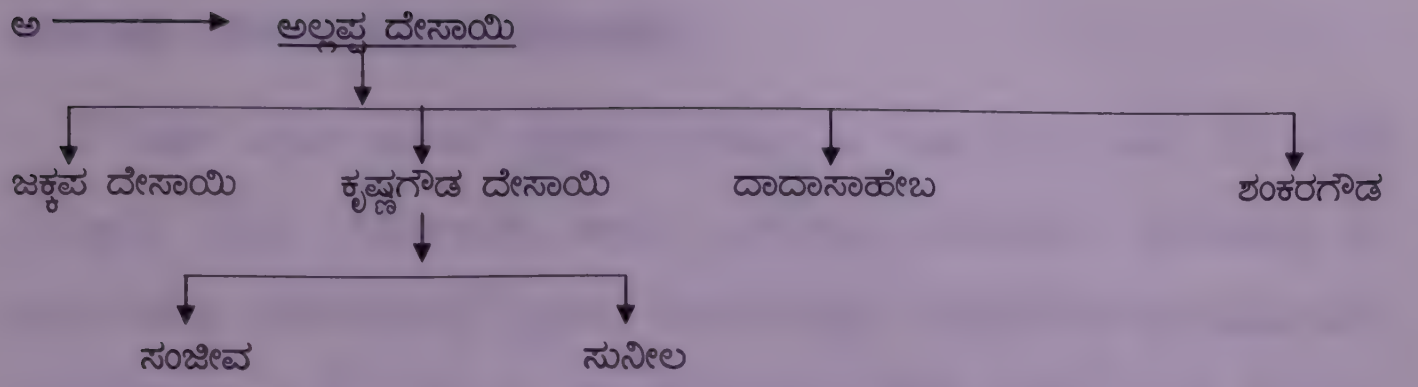 ಅ ಅಲ್ಲಪ್ಪ ದೇಸಾಯಿ
ಜಕ್ಕಪ ದೇಸಾಯಿ ಕೃಷ್ಣಗೌಡ ದೇಸಾಯಿ ದಾದಾಸಾಹೇಬ ಶಂಕರಗೌಡ
ಸಂಜೀವ ಸುನೀಲ